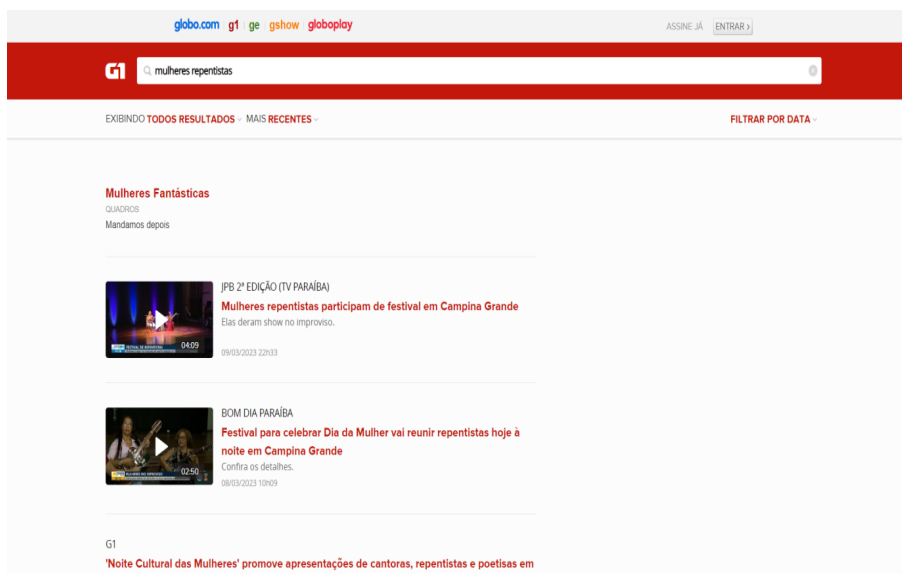 globo.com g1 ge gshow globoplay ASSINE JÁ ENTRAR ›
G1 mulheres repentistas
EXIBINDO TODOS RESULTADOS MAIS RECENTES FILTRAR POR DATA
Mulheres Fantásticas
QUADROS
Mandamos depois
JPB 2ª EDIÇÃO (TV PARAÍBA)
Mulheres repentistas participam de festival em Campina Grande
Elas deram show no improviso.
04:09
09/03/2023 22h33
BOM DIA PARAÍBA
Festival para celebrar Dia da Mulher vai reunir repentistas hoje à
noite em Campina Grande
Confira os detalhes.
02:50
08/03/2023 10h09
G1
'Noite Cultural das Mulheres' promove apresentações de cantoras, repentistas e poetisas em